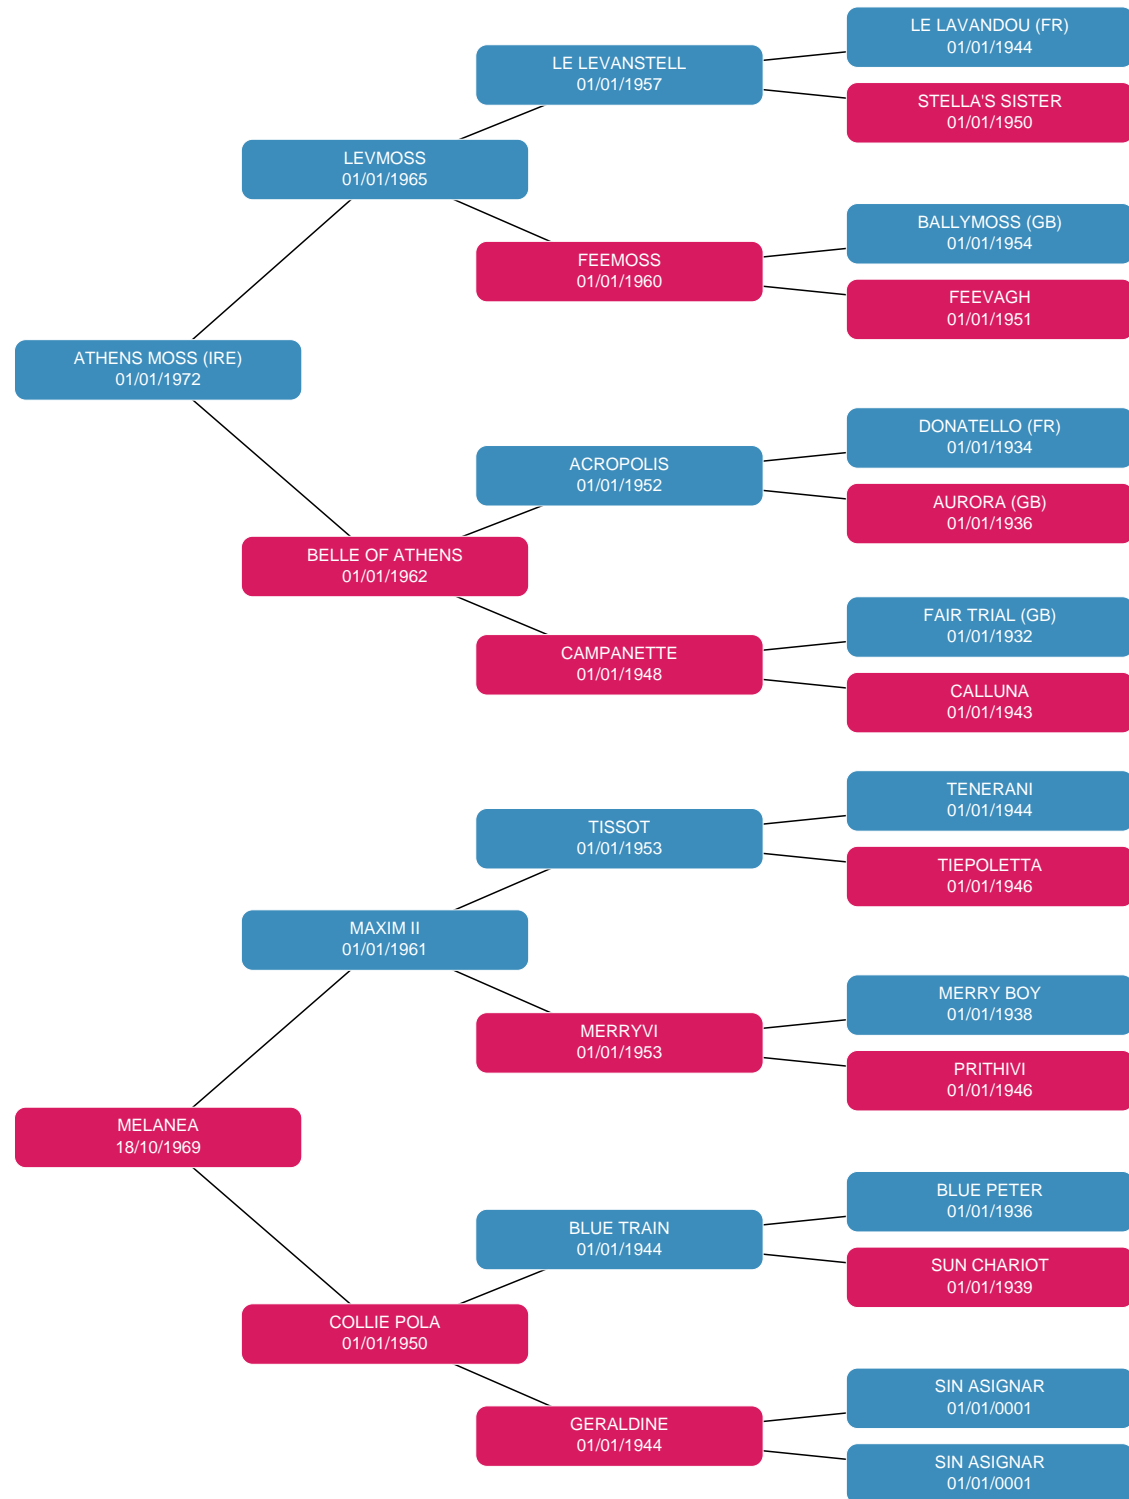 LE LAVANDOU (FR)
01/01/1944
LE LEVANSTELL
01/01/1957
STELLA'S SISTER
01/01/1950
LEVMOSS
01/01/1965
BALLYMOSS (GB)
01/01/1954
FEEMOSS
01/01/1960
FEEVAGH
01/01/1951
ATHENS MOSS (IRE)
01/01/1972
DONATELLO (FR)
01/01/1934
ACROPOLIS
01/01/1952
AURORA (GB)
01/01/1936
BELLE OF ATHENS
01/01/1962
FAIR TRIAL (GB)
01/01/1932
CAMPANETTE
01/01/1948
CALLUNA
01/01/1943
TENERANI
01/01/1944
TISSOT
01/01/1953
TIEPOLETTA
01/01/1946
MAXIM II
01/01/1961
MERRY BOY
01/01/1938
MERRYVI
01/01/1953
PRITHIVI
01/01/1946
MELANEA
18/10/1969
BLUE PETER
01/01/1936
BLUE TRAIN
01/01/1944
SUN CHARIOT
01/01/1939
COLLIE POLA
01/01/1950
SIN ASIGNAR
01/01/0001
GERALDINE
01/01/1944
SIN ASIGNAR
01/01/0001